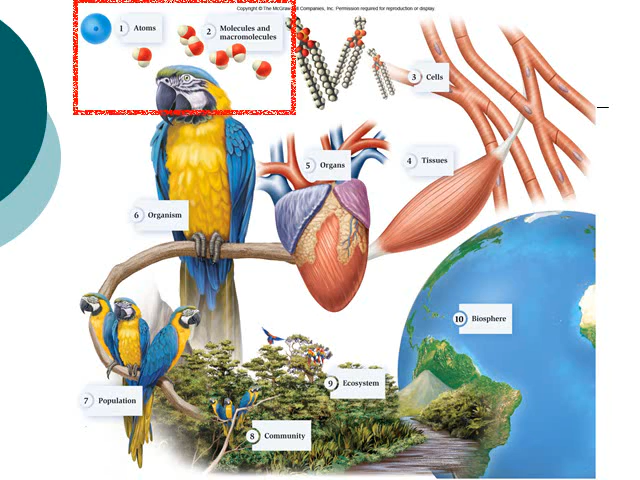 Copyright © The McGraw-Hill Companies, Inc. Permission required for reproduction or display.
1 Atoms
2 Molecules and
macromolecules
3 Cells
4 Tissues
5 Organs
6 Organism
7 Population
8 Community
9 Ecosystem
10 Biosphere